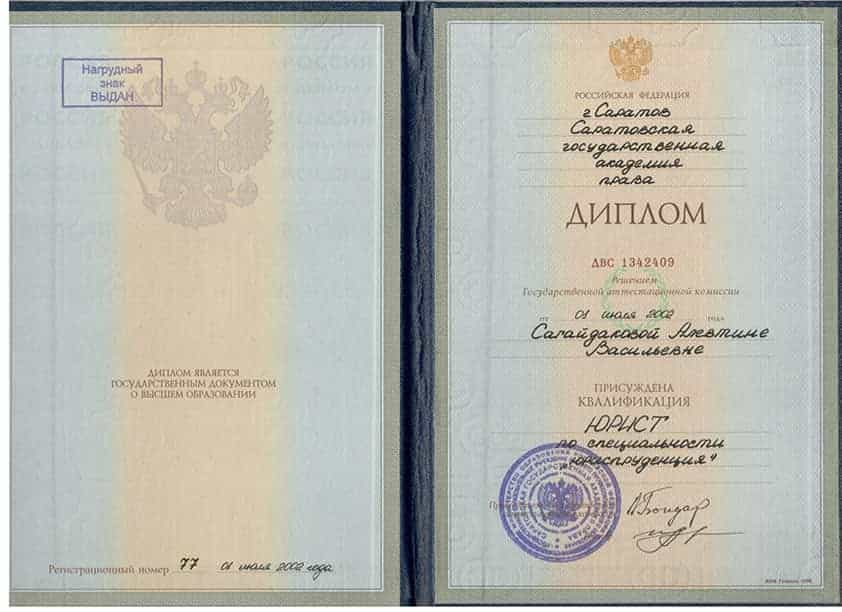 Нагрудный
знак
ВЫДАН
ДИПЛОМ ЯВЛЯЕТСЯ
ГОСУДАРСТВЕННЫМ ДОКУМЕНТОМ
О ВЫСШЕМ ОБРАЗОВАНИИ
Регистрационный номер 77 01 июля 2002 года
РОССИЙСКАЯ ФЕДЕРАЦИЯ
г Саратов
Саратовская
государственная
академия
права
ДИПЛОМ
ДВС 1342409
Решением
Государственной аттестационной комиссии
от 01 июля 2002 года
Сагайдаковой Алевтине
Васильевне
ПРИСУЖДЕНА
КВАЛИФИКАЦИЯ
ЮРИСТ
по специальности
юриспруденция"